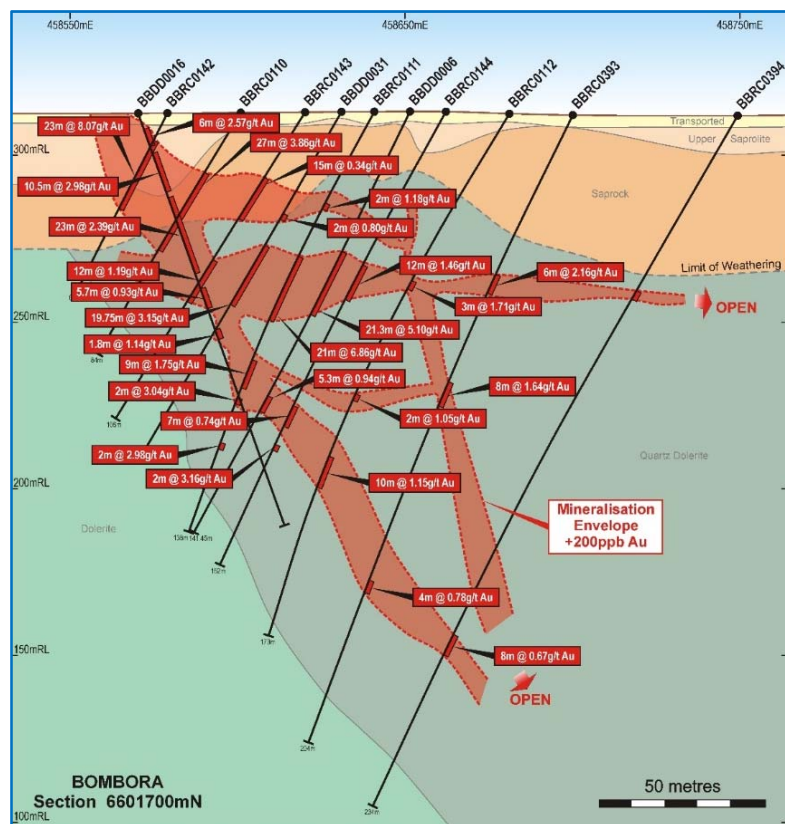 458550mE
458650mE
458750mE
BBDD0016
BBRC0142
BBRC0110
BBRC0143
BBDD0031
BBRC0111
BBDD0006
BBRC0144
BBRC0112
BBRC0393
BBRC0394
Transported
Upper Saprolite
23m @ 8.07g/t Au
6m @ 2.57g/t Au
27m @ 3.86g/t Au
300mRL
15m @ 0.34g/t Au
10.5m @ 2.98g/t Au
Saprock
2m @ 1.18g/t Au
23m @ 2.39g/t Au
2m @ 0.80g/t Au
Limit of Weathering
12m @ 1.19g/t Au
12m @ 1.46g/t Au
6m @ 2.16g/t Au
5.7m @ 0.93g/t Au
3m @ 1.71g/t Au
OPEN
19.75m @ 3.15g/t Au
250mRL
21.3m @ 5.10g/t Au
1.8m @ 1.14g/t Au
21m @ 6.86g/t Au
84m
9m @ 1.75g/t Au
5.3m @ 0.94g/t Au
2m @ 3.04g/t Au
8m @ 1.64g/t Au
7m @ 0.74g/t Au
2m @ 1.05g/t Au
2m @ 2.98g/t Au
Quartz Dolerite
2m @ 3.16g/t Au
10m @ 1.15g/t Au
200mRL
Mineralisation
Envelope
+200ppb Au
Dolerite
141.45m
152m
4m @ 0.78g/t Au
173m
150mRL
8m @ 0.67g/t Au
OPEN
204m
BOMBORA
Section 6601700mN
50 metres
234m
100mRL